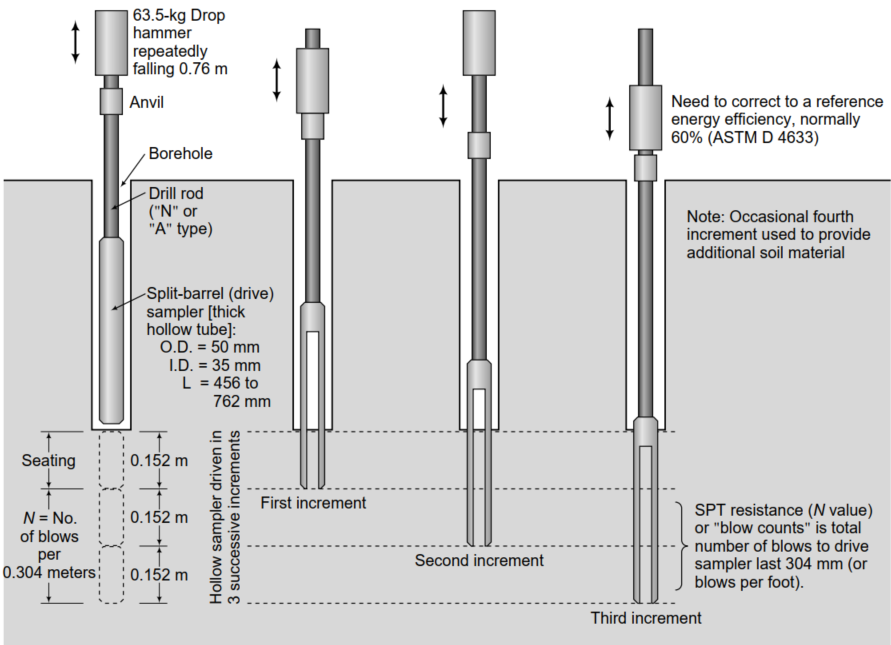 63.5-kg Drop
hammer
repeatedly
falling 0.76 m
Anvil
Borehole
Drill rod
("N" or
"A" type)
Split-barrel (drive)
sampler [thick
hollow tube]:
O.D. = 50 mm
I.D. = 35 mm
L = 456 to
762 mm
Need to correct to a reference
energy efficiency, normally
60% (ASTM D 4633)
Note: Occasional fourth
increment used to provide
additional soil material
Seating
0.152 m
N = No.
of blows
per
0.304 meters
0.152 m
0.152 m
Hollow sampler driven in
3 successive increments
First increment
Second increment
Third increment
SPT resistance (N value)
or "blow counts" is total
number of blows to drive
sampler last 304 mm (or
blows per foot).